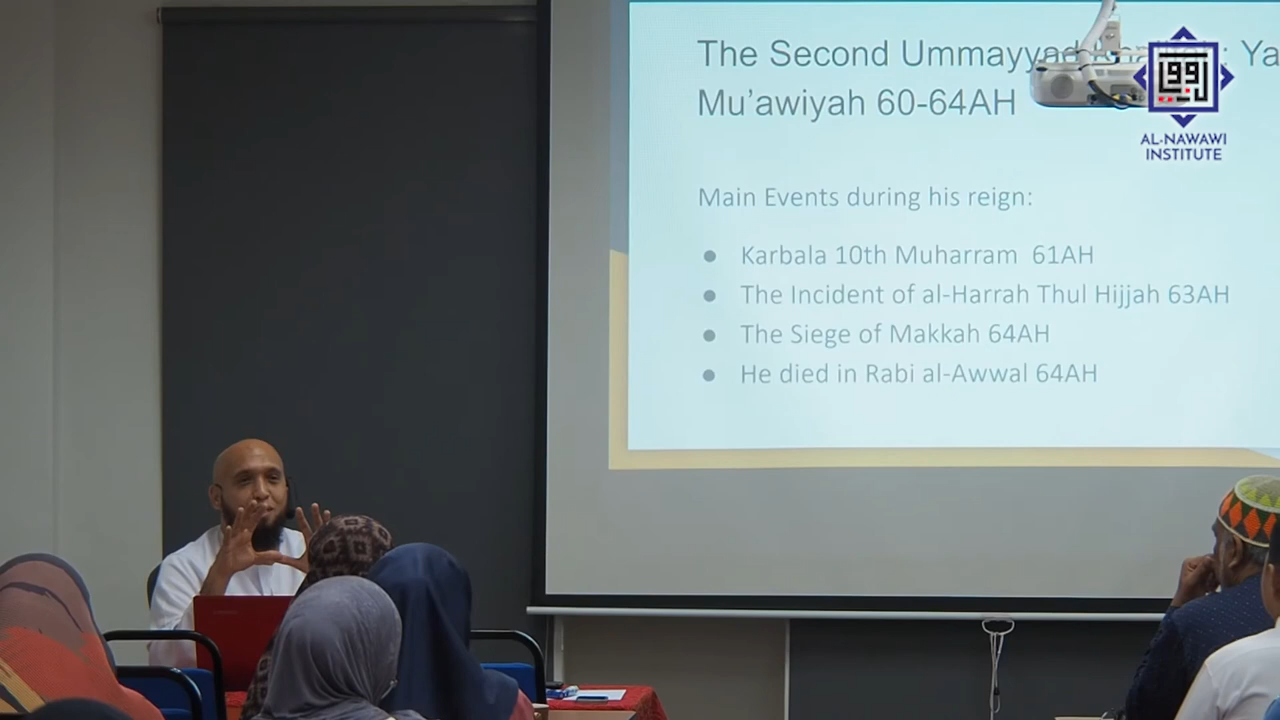 The Second Ummayyad : Ya
Mu'awiyah 60-64AH
AL-NAWAWI
INSTITUTE
Main Events during his reign:
● Karbala 10th Muharram 61AH
● The Incident of al-Harrah Thul Hijjah 63AH
● The Siege of Makkah 64AH
● He died in Rabi al-Awwal 64AH